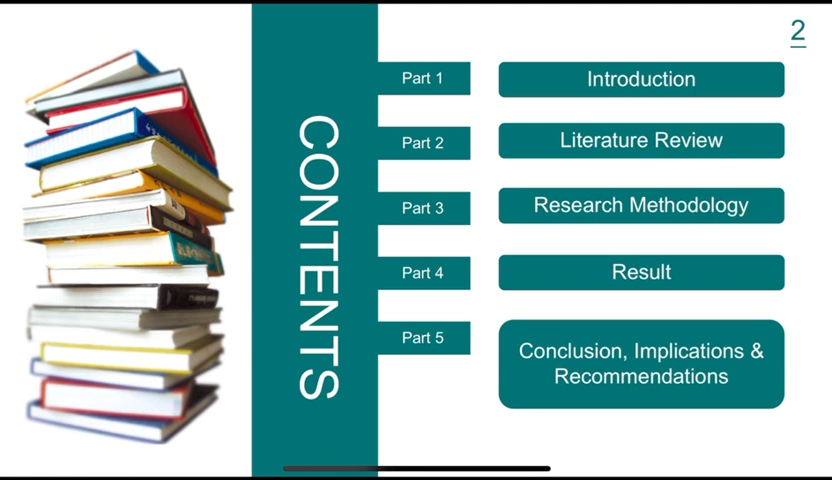 2
CONTENTS
Part 1
Introduction
Part 2
Literature Review
Part 3
Research Methodology
Part 4
Result
Part 5
Conclusion, Implications &
Recommendations